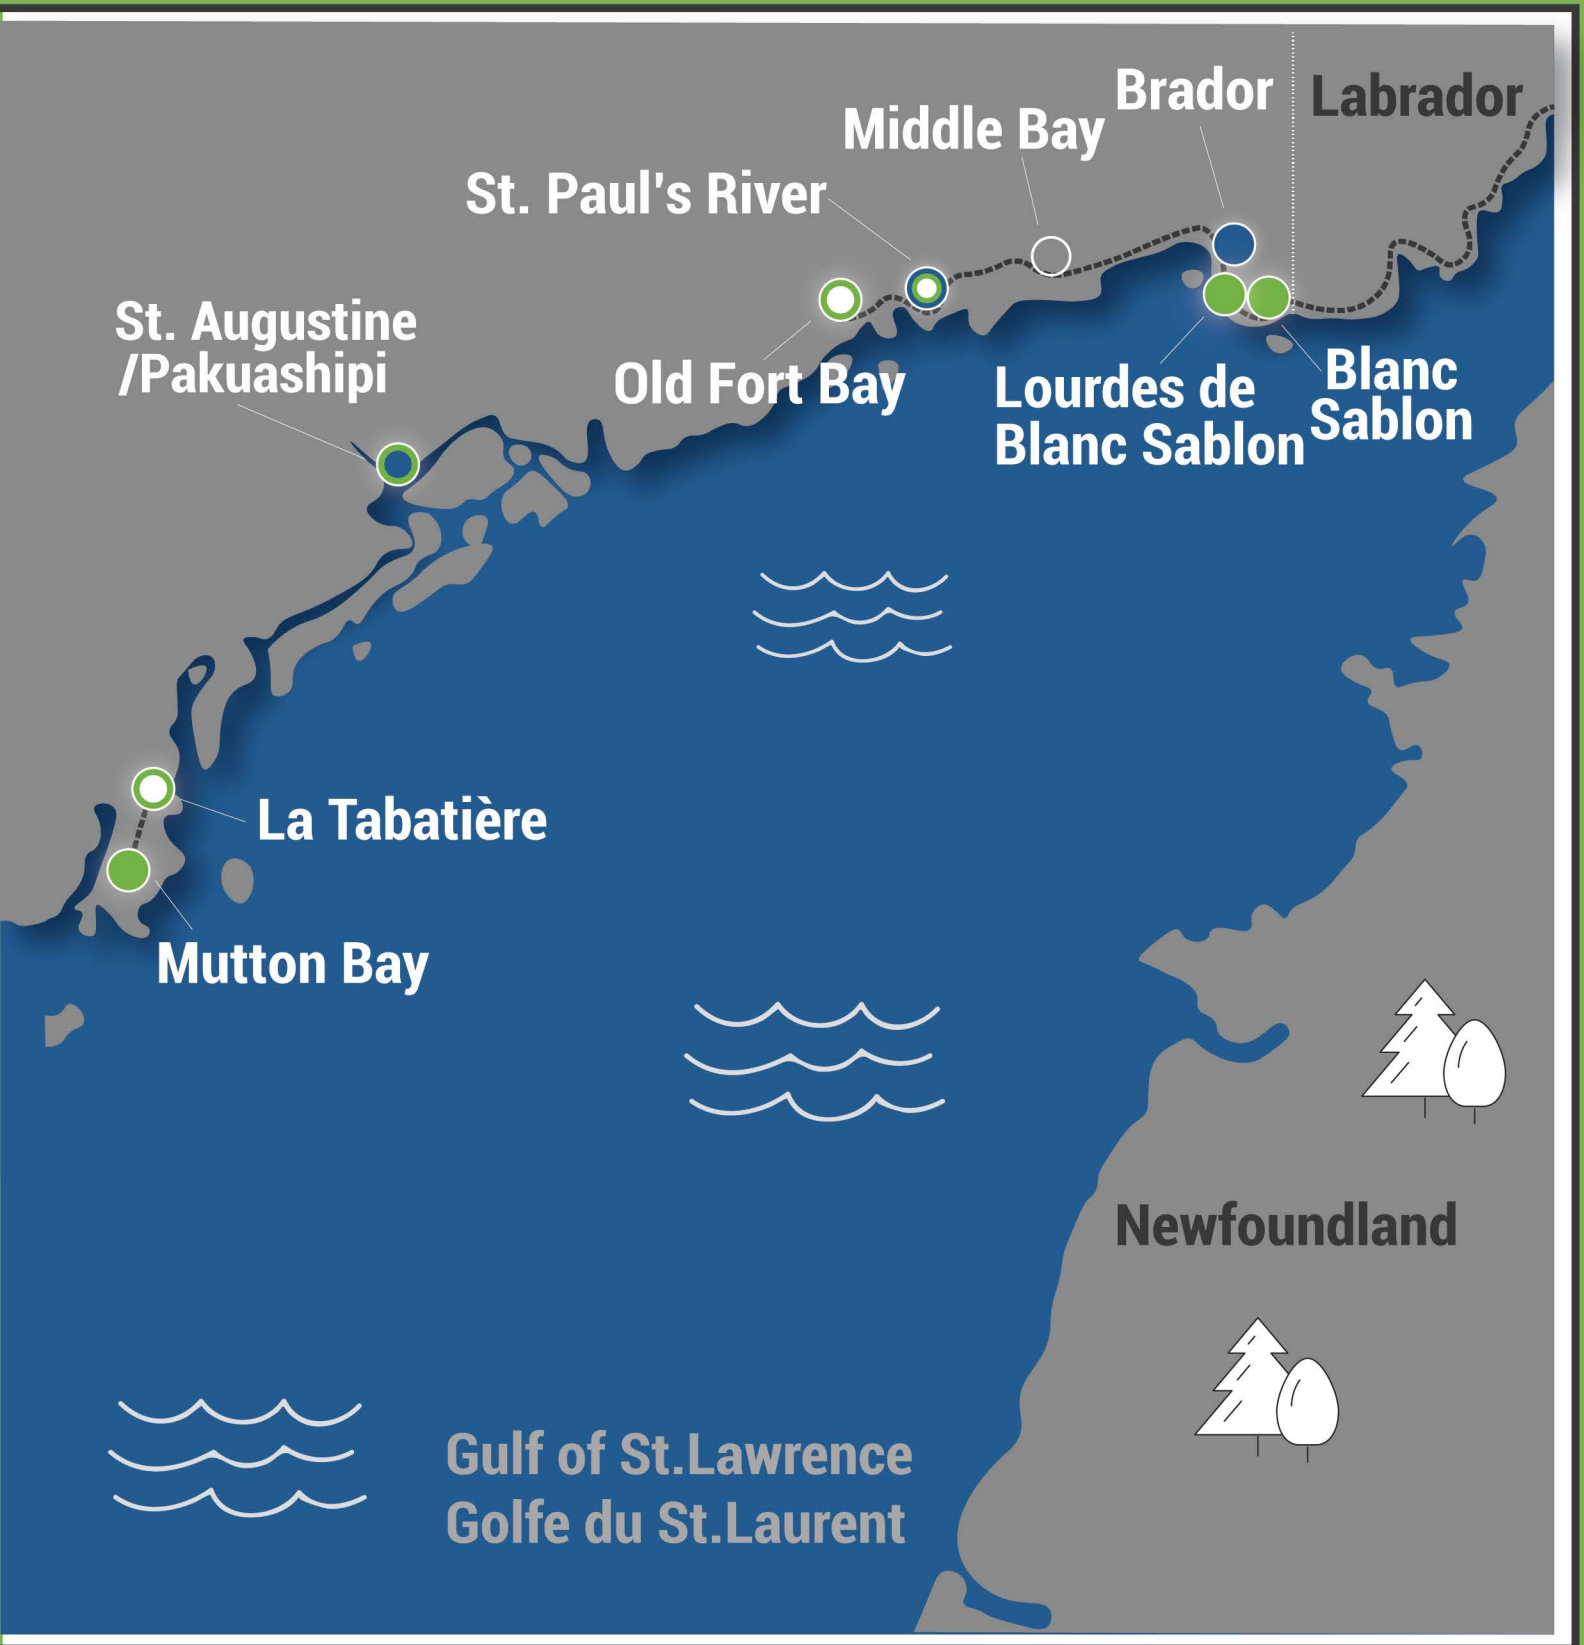 Brador
Labrador
Middle Bay
St. Paul's River
St. Augustine
/Pakuashipi
Old Fort Bay
Lourdes de
Blanc Sablon
Blanc
Sablon
La Tabatière
Mutton Bay
Newfoundland
Gulf of St.Lawrence
Golfe du St.Laurent